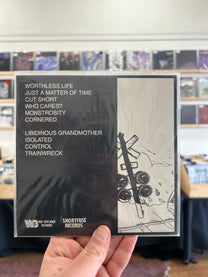 WORTHLESS LIFE
JUST A MATTER OF TIME
CUT SHORT
WHO CARES?
MONSTROSITY
CORNERED
LIBIDINOUS GRANDMOTHER
ISOLATED
CONTROL
TRAINWRECK
SHORTFUSE
RECORDS